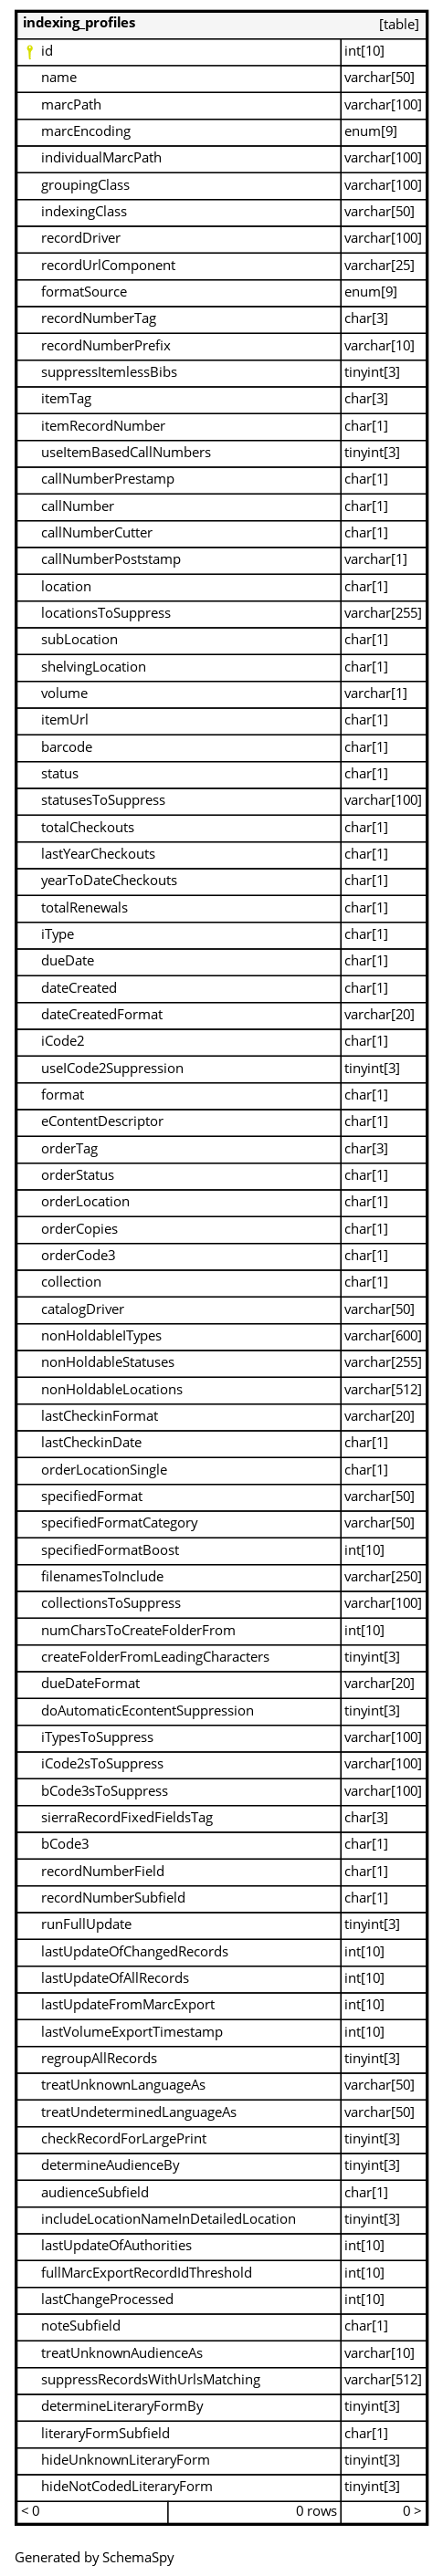 indexing_profiles [table]
id int[10]
name varchar[50]
marcPath varchar[100]
marcEncoding enum[9]
individualMarcPath varchar[100]
groupingClass varchar[100]
indexingClass varchar[50]
recordDriver varchar[100]
recordUrlComponent varchar[25]
formatSource enum[9]
recordNumberTag char[3]
recordNumberPrefix varchar[10]
suppressItemlessBibs tinyint[3]
itemTag char[3]
itemRecordNumber char[1]
useItemBasedCallNumbers tinyint[3]
callNumberPrestamp char[1]
callNumber char[1]
callNumberCutter char[1]
callNumberPoststamp varchar[1]
location char[1]
locationsToSuppress varchar[255]
subLocation char[1]
shelvingLocation char[1]
volume varchar[1]
itemUrl char[1]
barcode char[1]
status char[1]
statusesToSuppress varchar[100]
totalCheckouts char[1]
lastYearCheckouts char[1]
yearToDateCheckouts char[1]
totalRenewals char[1]
iType char[1]
dueDate char[1]
dateCreated char[1]
dateCreatedFormat varchar[20]
iCode2 char[1]
useICode2Suppression tinyint[3]
format char[1]
eContentDescriptor char[1]
orderTag char[3]
orderStatus char[1]
orderLocation char[1]
orderCopies char[1]
orderCode3 char[1]
collection char[1]
catalogDriver varchar[50]
nonHoldableITypes varchar[600]
nonHoldableStatuses varchar[255]
nonHoldableLocations varchar[512]
lastCheckinFormat varchar[20]
lastCheckinDate char[1]
orderLocationSingle char[1]
specifiedFormat varchar[50]
specifiedFormatCategory varchar[50]
specifiedFormatBoost int[10]
filenamesToInclude varchar[250]
collectionsToSuppress varchar[100]
numCharsToCreateFolderFrom int[10]
createFolderFromLeadingCharacters tinyint[3]
dueDateFormat varchar[20]
doAutomaticEcontentSuppression tinyint[3]
iTypesToSuppress varchar[100]
iCode2sToSuppress varchar[100]
bCode3sToSuppress varchar[100]
sierraRecordFixedFieldsTag char[3]
bCode3 char[1]
recordNumberField char[1]
recordNumberSubfield char[1]
runFullUpdate tinyint[3]
lastUpdateOfChangedRecords int[10]
lastUpdateOfAllRecords int[10]
lastUpdateFromMarcExport int[10]
lastVolumeExportTimestamp int[10]
regroupAllRecords tinyint[3]
treatUnknownLanguageAs varchar[50]
treatUndeterminedLanguageAs varchar[50]
checkRecordForLargePrint tinyint[3]
determineAudienceBy tinyint[3]
audienceSubfield char[1]
includeLocationNameInDetailedLocation tinyint[3]
lastUpdateOfAuthorities int[10]
fullMarcExportRecordIdThreshold int[10]
lastChangeProcessed int[10]
noteSubfield char[1]
treatUnknownAudienceAs varchar[10]
suppressRecordsWithUrlsMatching varchar[512]
determineLiteraryFormBy tinyint[3]
literaryFormSubfield char[1]
hideUnknownLiteraryForm tinyint[3]
hideNotCodedLiteraryForm tinyint[3]
< 0 0 rows 0 >
Generated by SchemaSpy